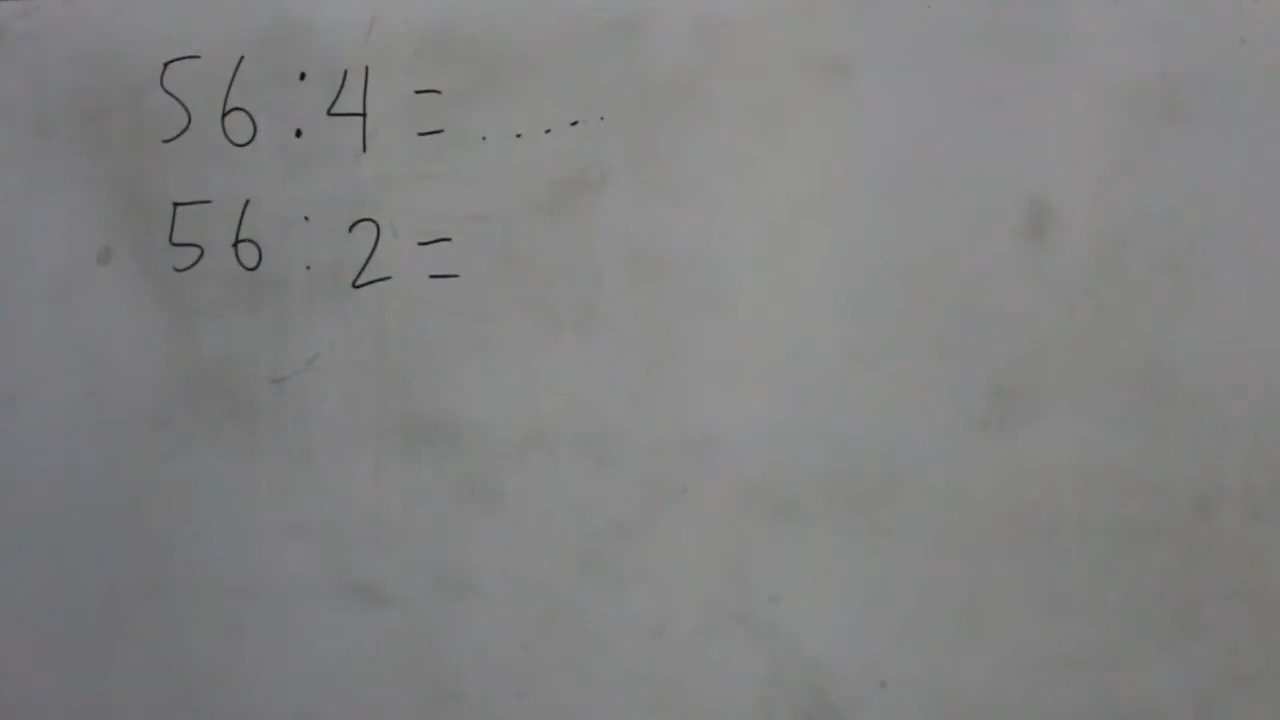 56 : 4 = .....
56 : 2 =